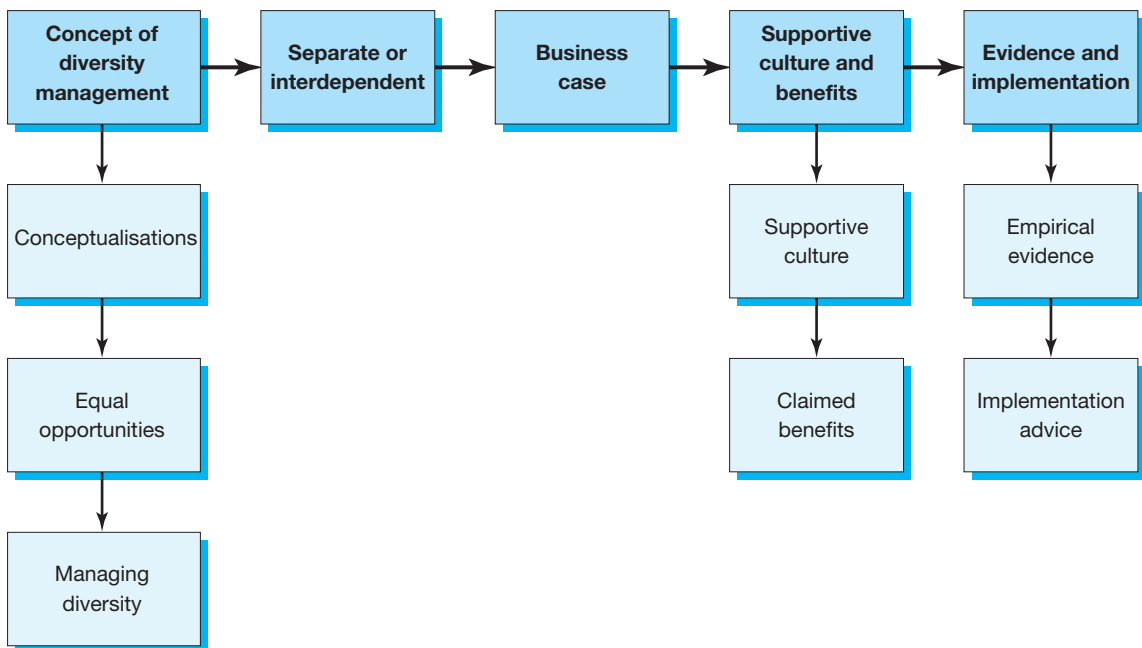 Concept of
diversity
management
Separate or
interdependent
Business
case
Supportive
culture and
benefits
Evidence and
implementation
Conceptualisations
Supportive
culture
Empirical
evidence
Equal
opportunities
Claimed
benefits
Implementation
advice
Managing
diversity